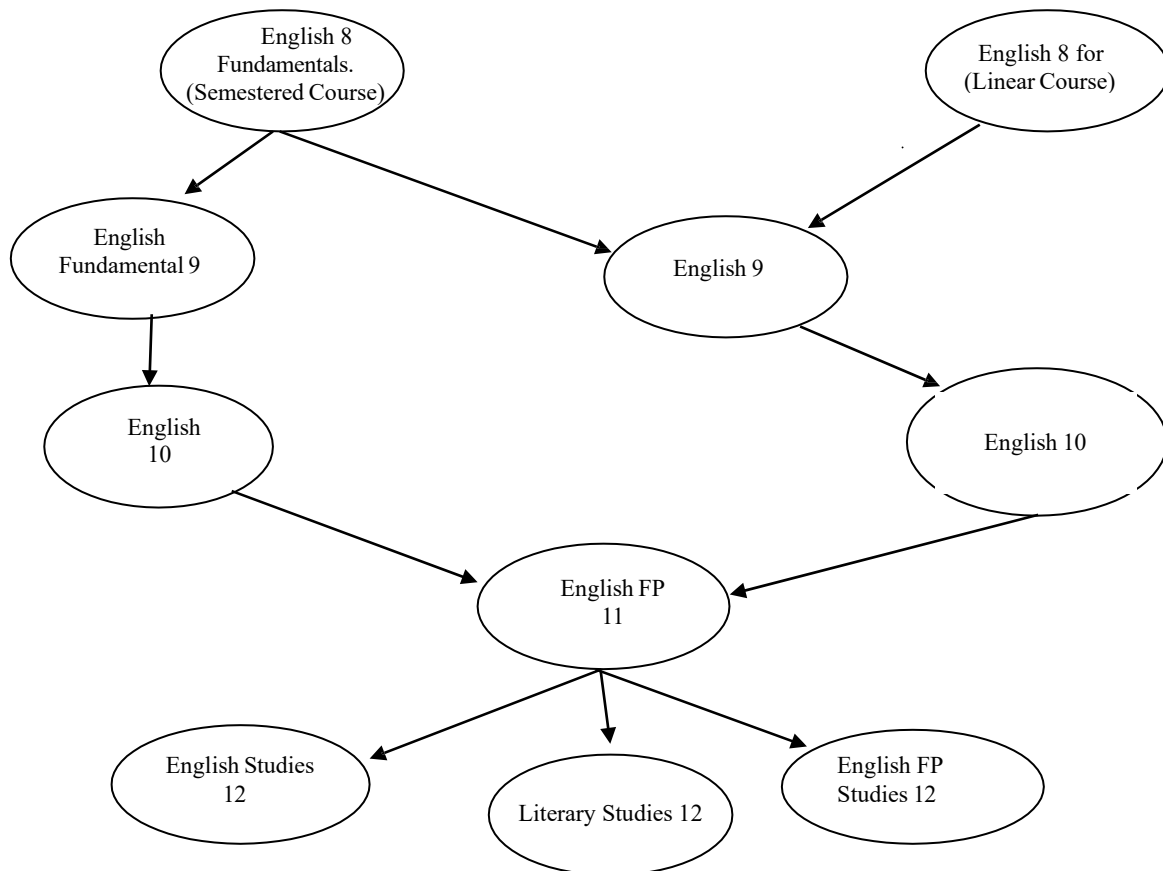 English 8
Fundamentals.
(Semestered Course)
English 8 for
(Linear Course)
English
Fundamental 9
English 9
English
10
English 10
English FP
11
English Studies
12
Literary Studies 12
English FP
Studies 12